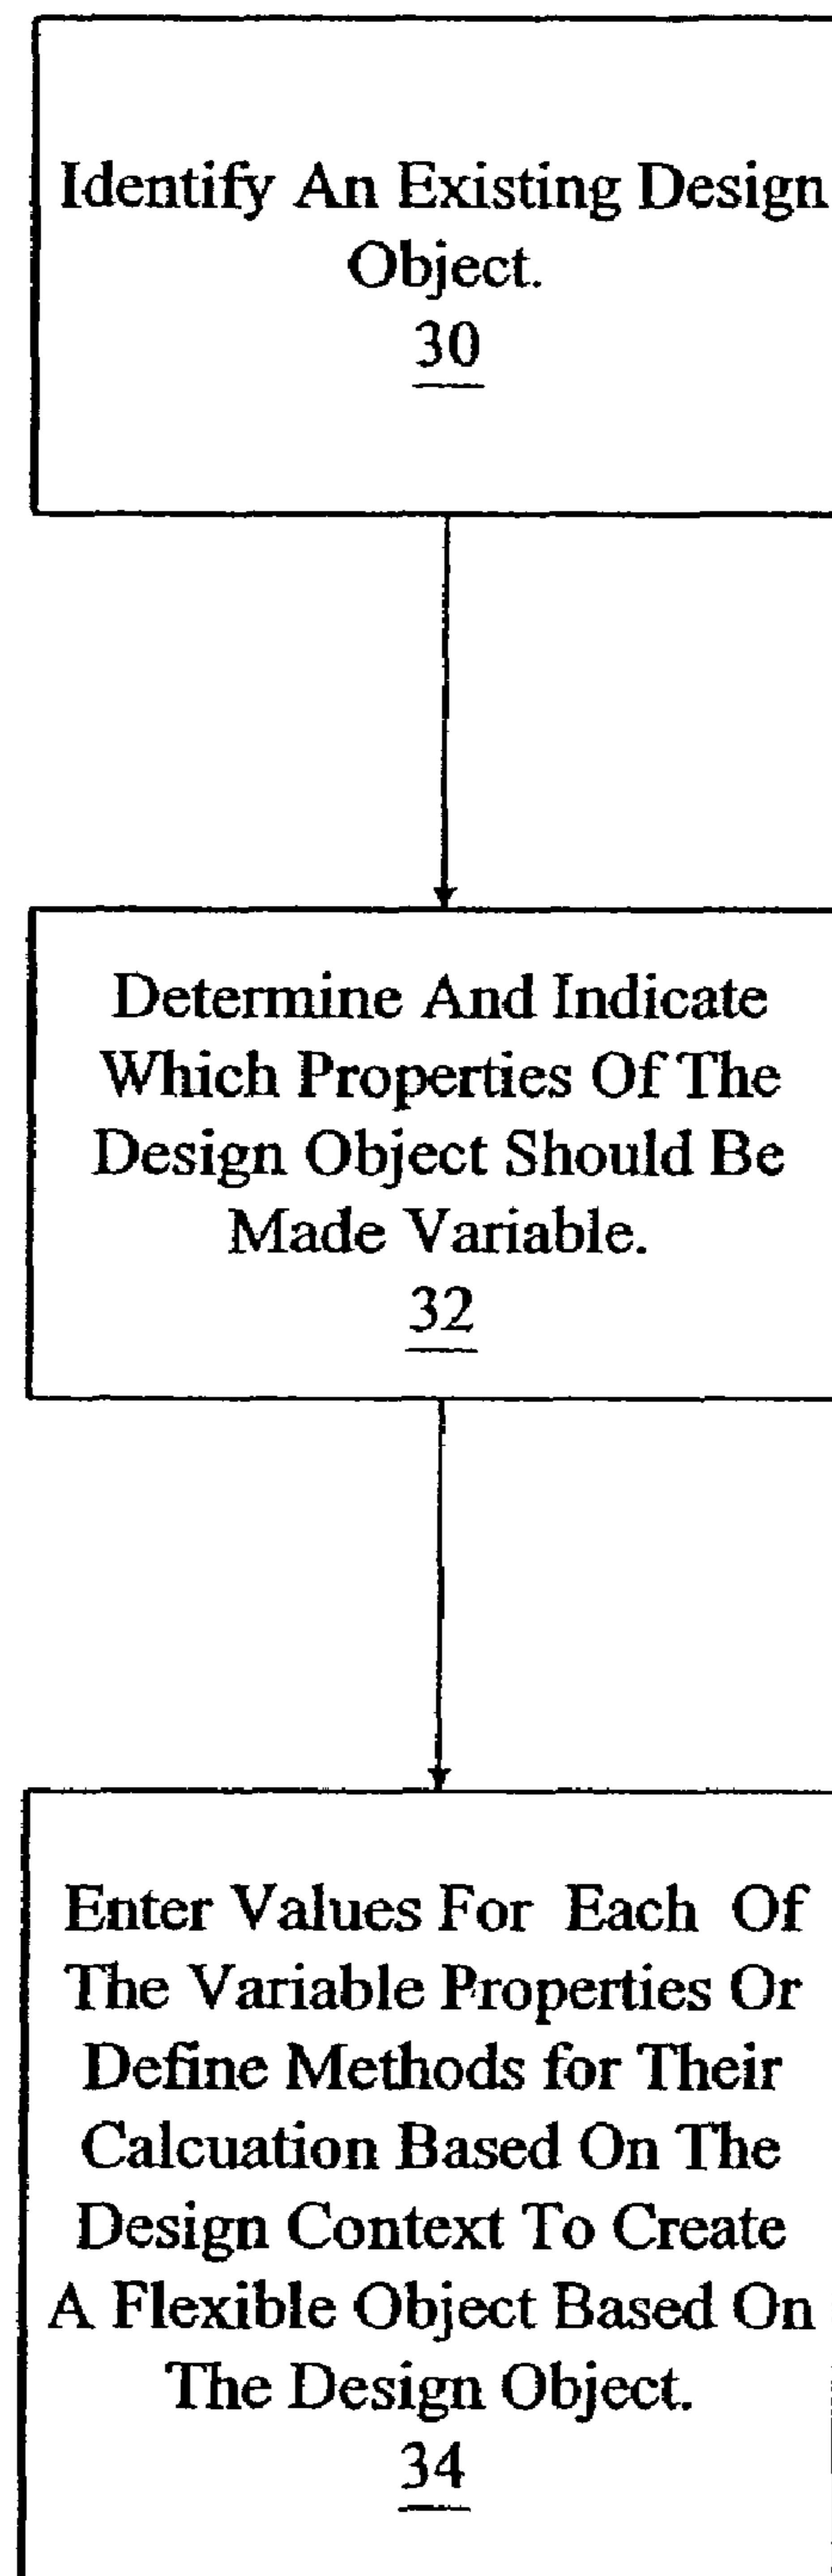 Identify An Existing Design
Object.
30
Determine And Indicate
Which Properties Of The
Design Object Should Be
Made Variable.
32
Enter Values For Each Of
The Variable Properties Or
Define Methods for Their
Calcuation Based On The
Design Context To Create
A Flexible Object Based On
The Design Object.
34